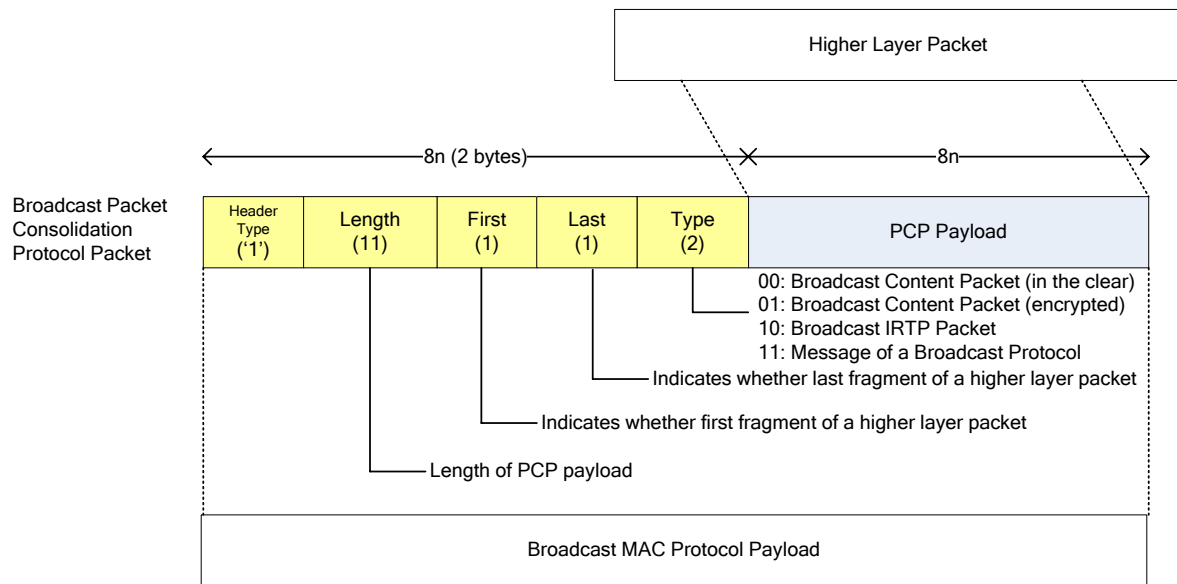 Higher Layer Packet
8n (2 bytes)
8n
Broadcast Packet
Consolidation
Protocol Packet
Header
Type
('1')
Length
(11)
First
(1)
Last
(1)
Type
(2)
PCP Payload
00: Broadcast Content Packet (in the clear)
01: Broadcast Content Packet (encrypted)
10: Broadcast IRTP Packet
11: Message of a Broadcast Protocol
Indicates whether last fragment of a higher layer packet
Indicates whether first fragment of a higher layer packet
Length of PCP payload
Broadcast MAC Protocol Payload